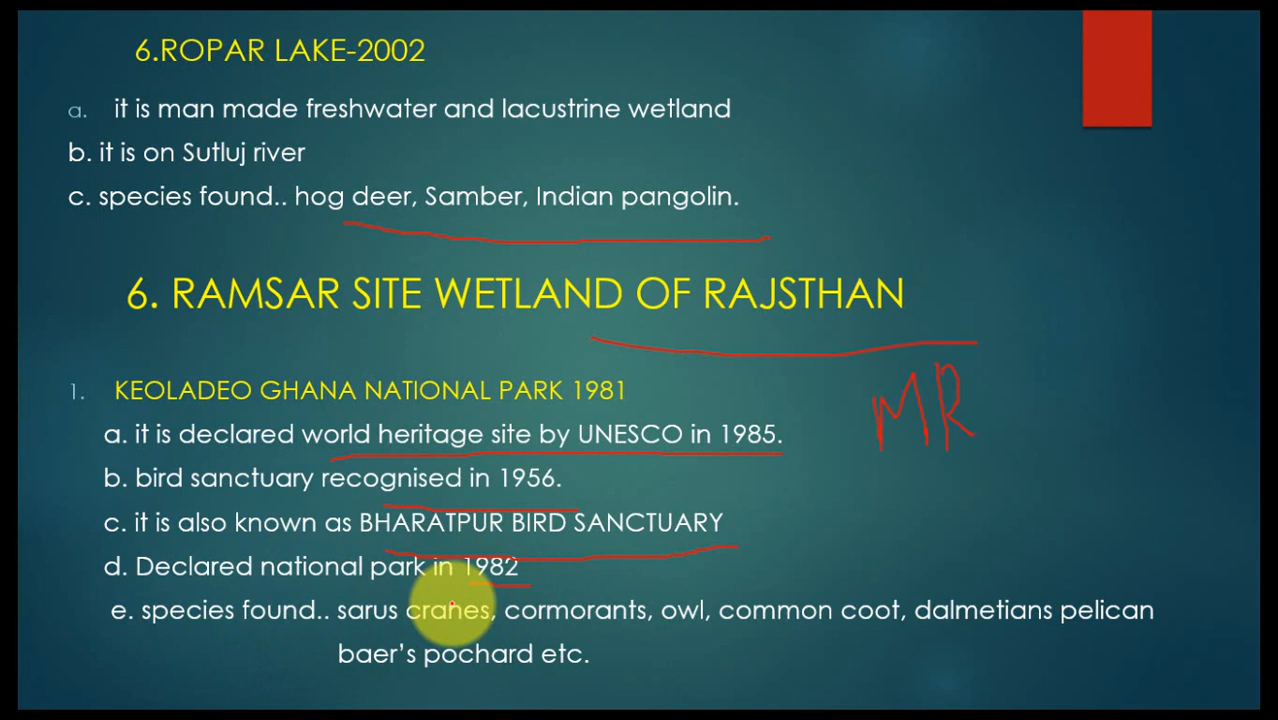 6.ROPAR LAKE-2002
a. it is man made freshwater and lacustrine wetland
b. it is on Sutluj river
c. species found.. hog deer, Samber, Indian pangolin.
6. RAMSAR SITE WETLAND OF RAJSTHAN
MR
1. KEOLADEO GHANA NATIONAL PARK 1981
a. it is declared world heritage site by UNESCO in 1985.
b. bird sanctuary recognised in 1956.
c. it is also known as BHARATPUR BIRD SANCTUARY
d. Declared national park in 1982
e. species found.. sarus cranes, cormorants, owl, common coot, dalmetians pelican
baer's pochard etc.